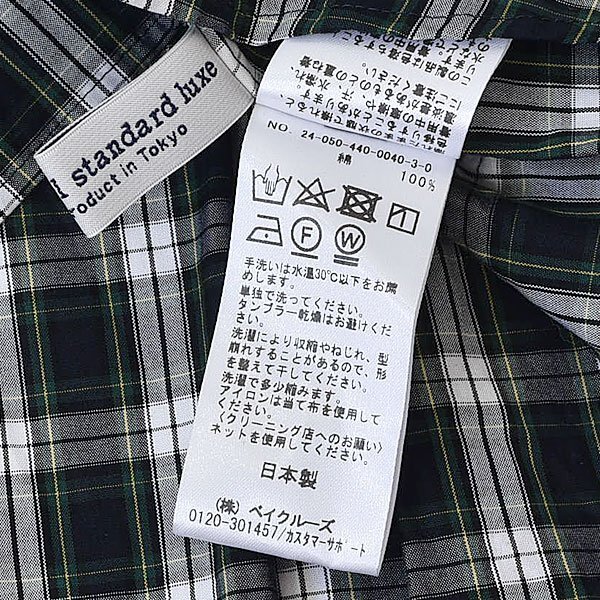 l standard luxe
roduct in Tokyo
NO. 24-050-440-0040-3-0
綿
100%
F
W
手洗いは水温30℃以下をお勧
めします。
単独で洗ってください。
タンブラー乾燥はお避けくだ
さい。
洗濯により収縮やねじれ、型
崩れすることがあるので、形
を整えて干してください。
洗濯で多少縮みます。
アイロンは当て布を使用して
ください。
〈クリーニング店へのお願い〉
ネットを使用してください。
日本製
(株) ベイクルーズ
0120-301457/カスタマーサポート